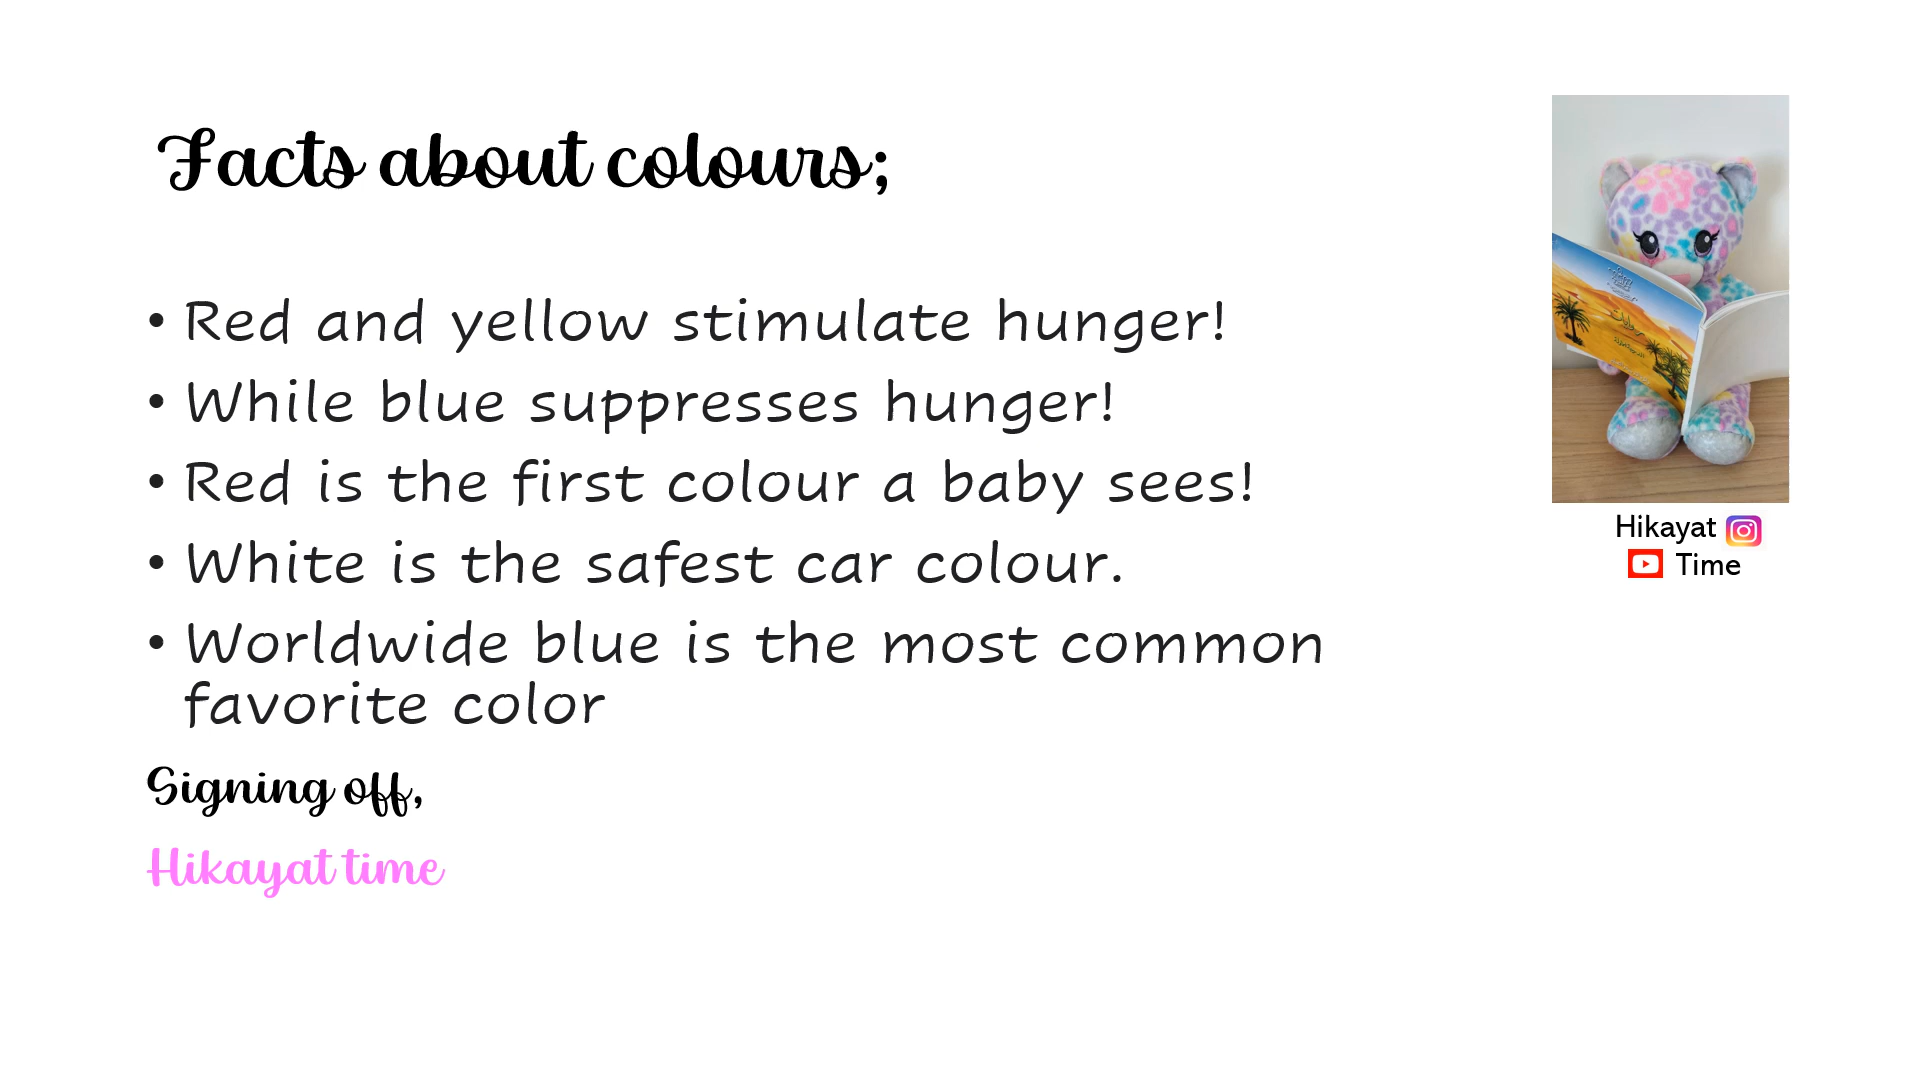 Facts about colours;
• Red and yellow stimulate hunger!
• While blue suppresses hunger!
• Red is the first colour a baby sees!
• White is the safest car colour.
• Worldwide blue is the most common
favorite color
Signing off,
Hikayat time
Hikayat
Time